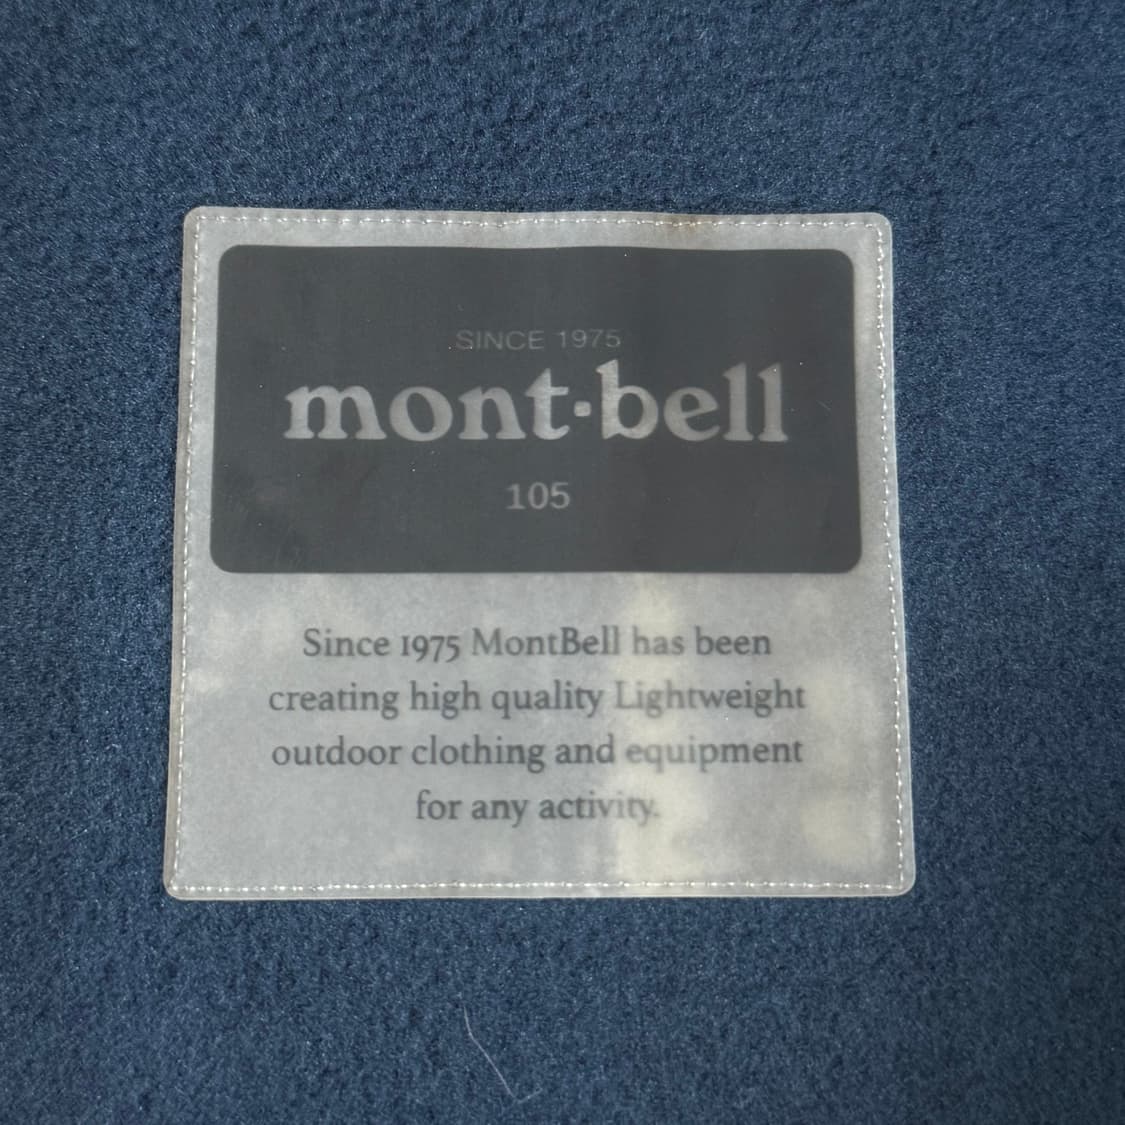 SINCE 1975
mont·bell
105
Since 1975 MontBell has been
creating high quality Lightweight
outdoor clothing and equipment
for any activity.